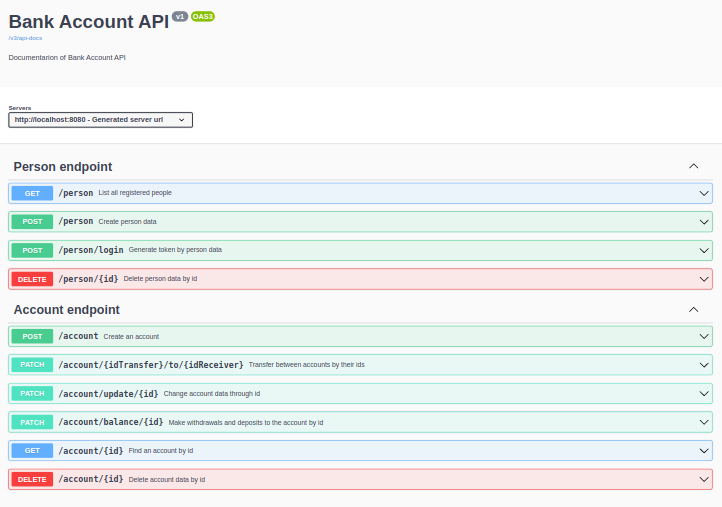 Bank Account API v1 OAS3
/v3/api-docs
Documentarion of Bank Account API
Servers
http://localhost:8080 - Generated server url
Person endpoint
GET /person List all registered people
POST /person Create person data
POST /person/login Generate token by person data
DELETE /person/{id} Delete person data by id
Account endpoint
POST /account Create an account
PATCH /account/{idTransfer}/to/{idReceiver} Transfer between accounts by their ids
PATCH /account/update/{id} Change account data through id
PATCH /account/balance/{id} Make withdrawals and deposits to the account by id
GET /account/{id} Find an account by id
DELETE /account/{id} Delete account data by id